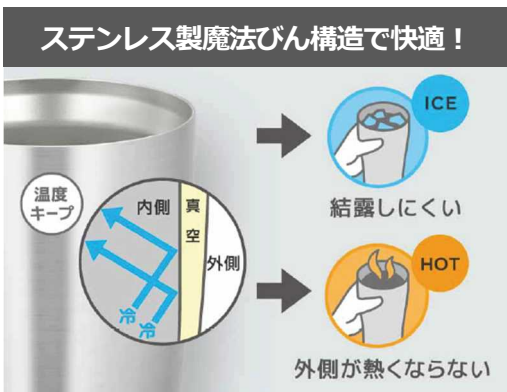 ステンレス製魔法びん構造で快適！
温度
キープ
内側
真空
外側
冷
冷
ICE
結露しにくい
HOT
外側が熱くならない